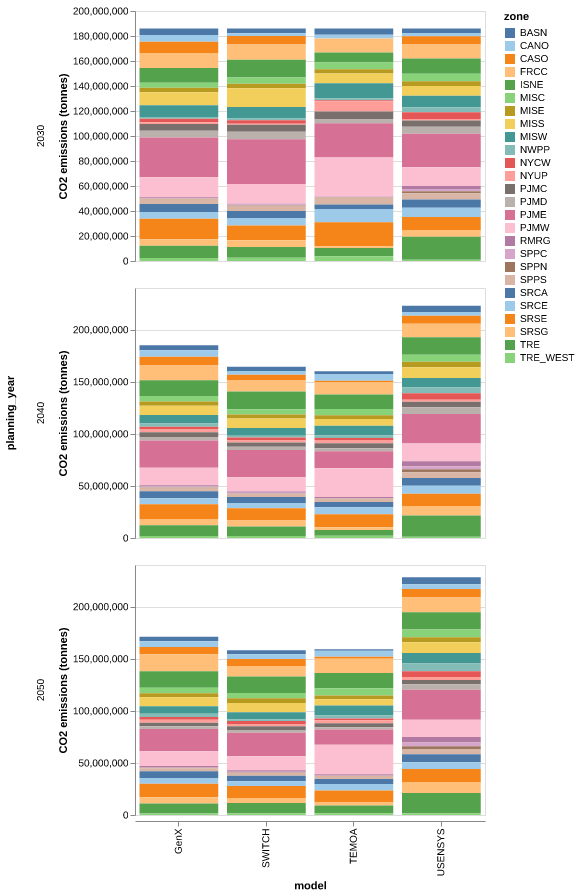 200,000,000
180,000,000
160,000,000
140,000,000
120,000,000
100,000,000
80,000,000
60,000,000
40,000,000
20,000,000
0
CO2 emissions (tonnes)
2030
zone
BASN
CANO
CASO
FRCC
ISNE
MISC
MISE
MISS
MISW
NWPP
NYCW
NYUP
PJMC
PJMD
PJME
PJMW
RMRG
SPPC
SPPN
SPPS
SRCA
SRCE
SRSE
SRSG
TRE
TRE_WEST
200,000,000
150,000,000
100,000,000
50,000,000
0
CO2 emissions (tonnes)
2040
planning_year
200,000,000
150,000,000
100,000,000
50,000,000
0
CO2 emissions (tonnes)
2050
GenX
SWITCH
TEMOA
USENSYS
model